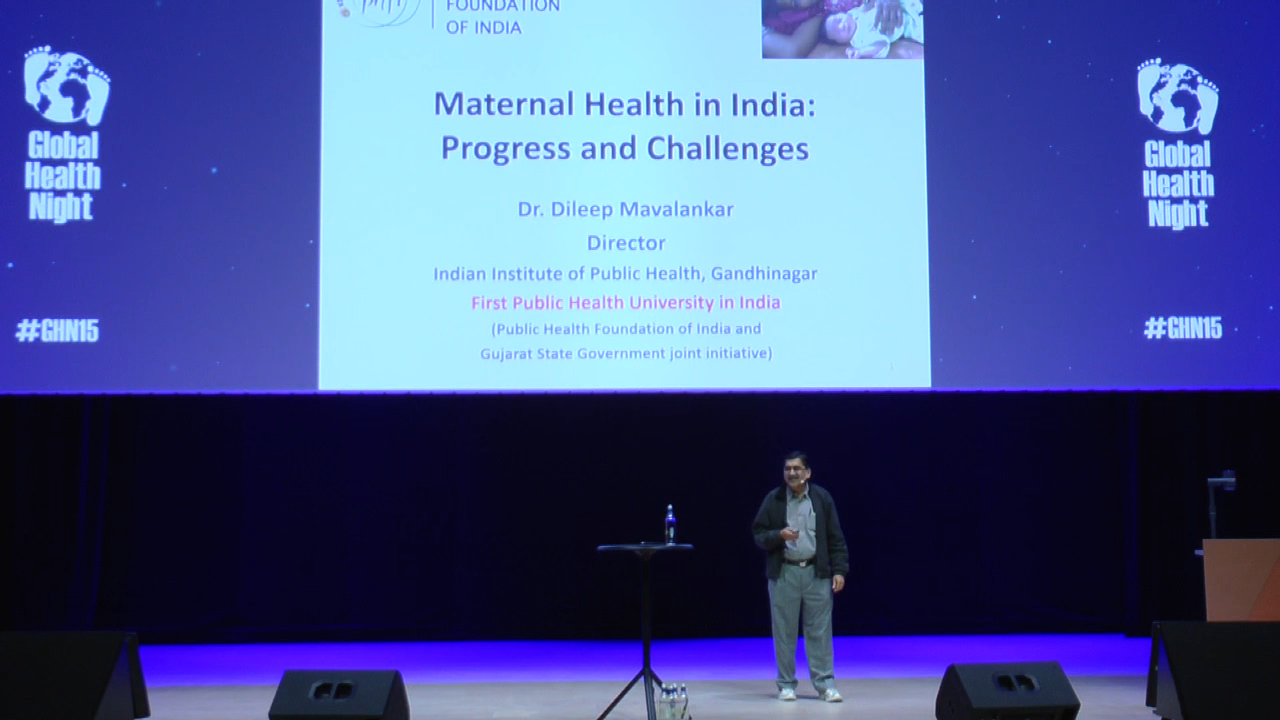 FOUNDATION
OF INDIA
Maternal Health in India:
Progress and Challenges
Dr. Dileep Mavalankar
Director
Indian Institute of Public Health, Gandhinagar
First Public Health University in India
(Public Health Foundation of India and
Gujarat State Government joint initiative)
Global
Health
Night
#GHN15
Global
Health
Night
#GHN15